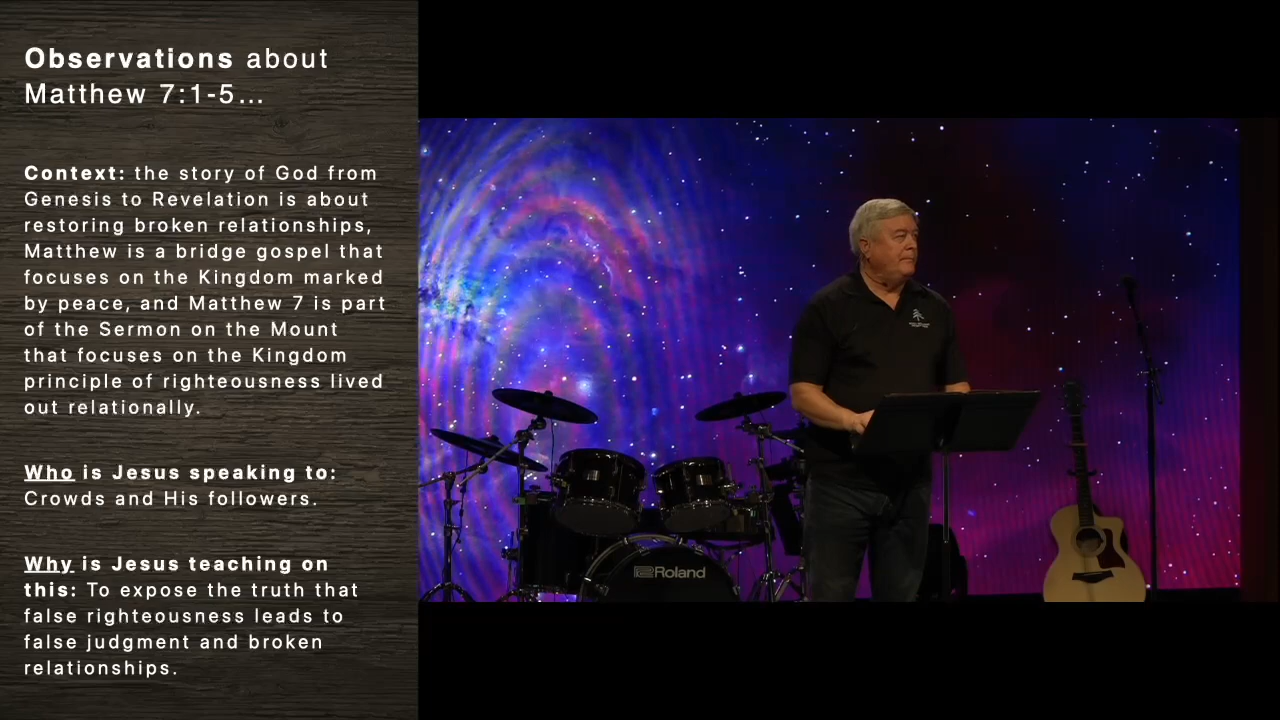 Observations about
Matthew 7:1-5...
Context: the story of God from
Genesis to Revelation is about
restoring broken relationships,
Matthew is a bridge gospel that
focuses on the Kingdom marked
by peace, and Matthew 7 is part
of the Sermon on the Mount
that focuses on the Kingdom
principle of righteousness lived
out relationally.
Who is Jesus speaking to:
Crowds and His followers.
Why is Jesus teaching on
this: To expose the truth that
false righteousness leads to
false judgment and broken
relationships.
Roland